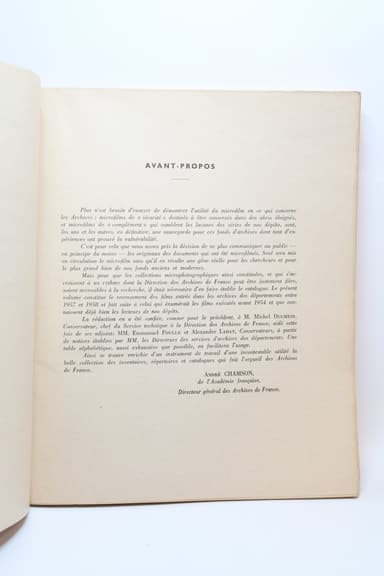 AVANT-PROPOS
Plus n'est besoin d'essayer de démontrer l'utilité du microfilm en ce qui concerne
les Archives : microfilms de « sécurité » destinés à être conservés dans des abris éloignés,
et microfilms de « complément » qui comblent les lacunes des séries de nos dépôts, sont,
les uns et les autres, en définitive, une sauvegarde pour ces fonds d'archives dont tant d'ex-
périences ont prouvé la vulnérabilité.
C'est pour cela que nous avons pris la décision de ne plus communiquer au public —
en principe du moins — les originaux des documents qui ont été microfilmés. Seul sera mis
en circulation le microfilm sans qu'il en résulte une gêne réelle pour les chercheurs et pour
le plus grand bien de nos fonds anciens et modernes.
Mais pour que les collections microphotographiques ainsi constituées, et qui s'ac-
croissent à un rythme dont la Direction des Archives de France peut être justement fière,
soient accessibles à la recherche, il était nécessaire d'en faire établir le catalogue. Le présent
volume constitue le recensement des films entrés dans les archives des départements entre
1957 et 1958 et fait suite à celui qui énumérait les films exécutés avant 1954 et que con-
naissent déjà bien les lecteurs de nos dépôts.
La rédaction en a été confiée, comme pour le précédent, à M. Michel DUCHEIN,
Conservateur, chef du Service technique à la Direction des Archives de France, aidé cette
fois de ses adjoints MM. Emmanuel POULLE et Alexandre LABAT, Conservateurs, à partir
de notices établies par MM. les Directeurs des services d'archives des départements. Une
table alphabétique, aussi exhaustive que possible, en facilitera l'usage.
Ainsi se trouve enrichie d'un instrument de travail d'une incontestable utilité la
belle collection des inventaires, répertoires et catalogues qui fait l'orgueil des Archives
de France.
André CHAMSON,
de l'Académie française,
Directeur général des Archives de France.